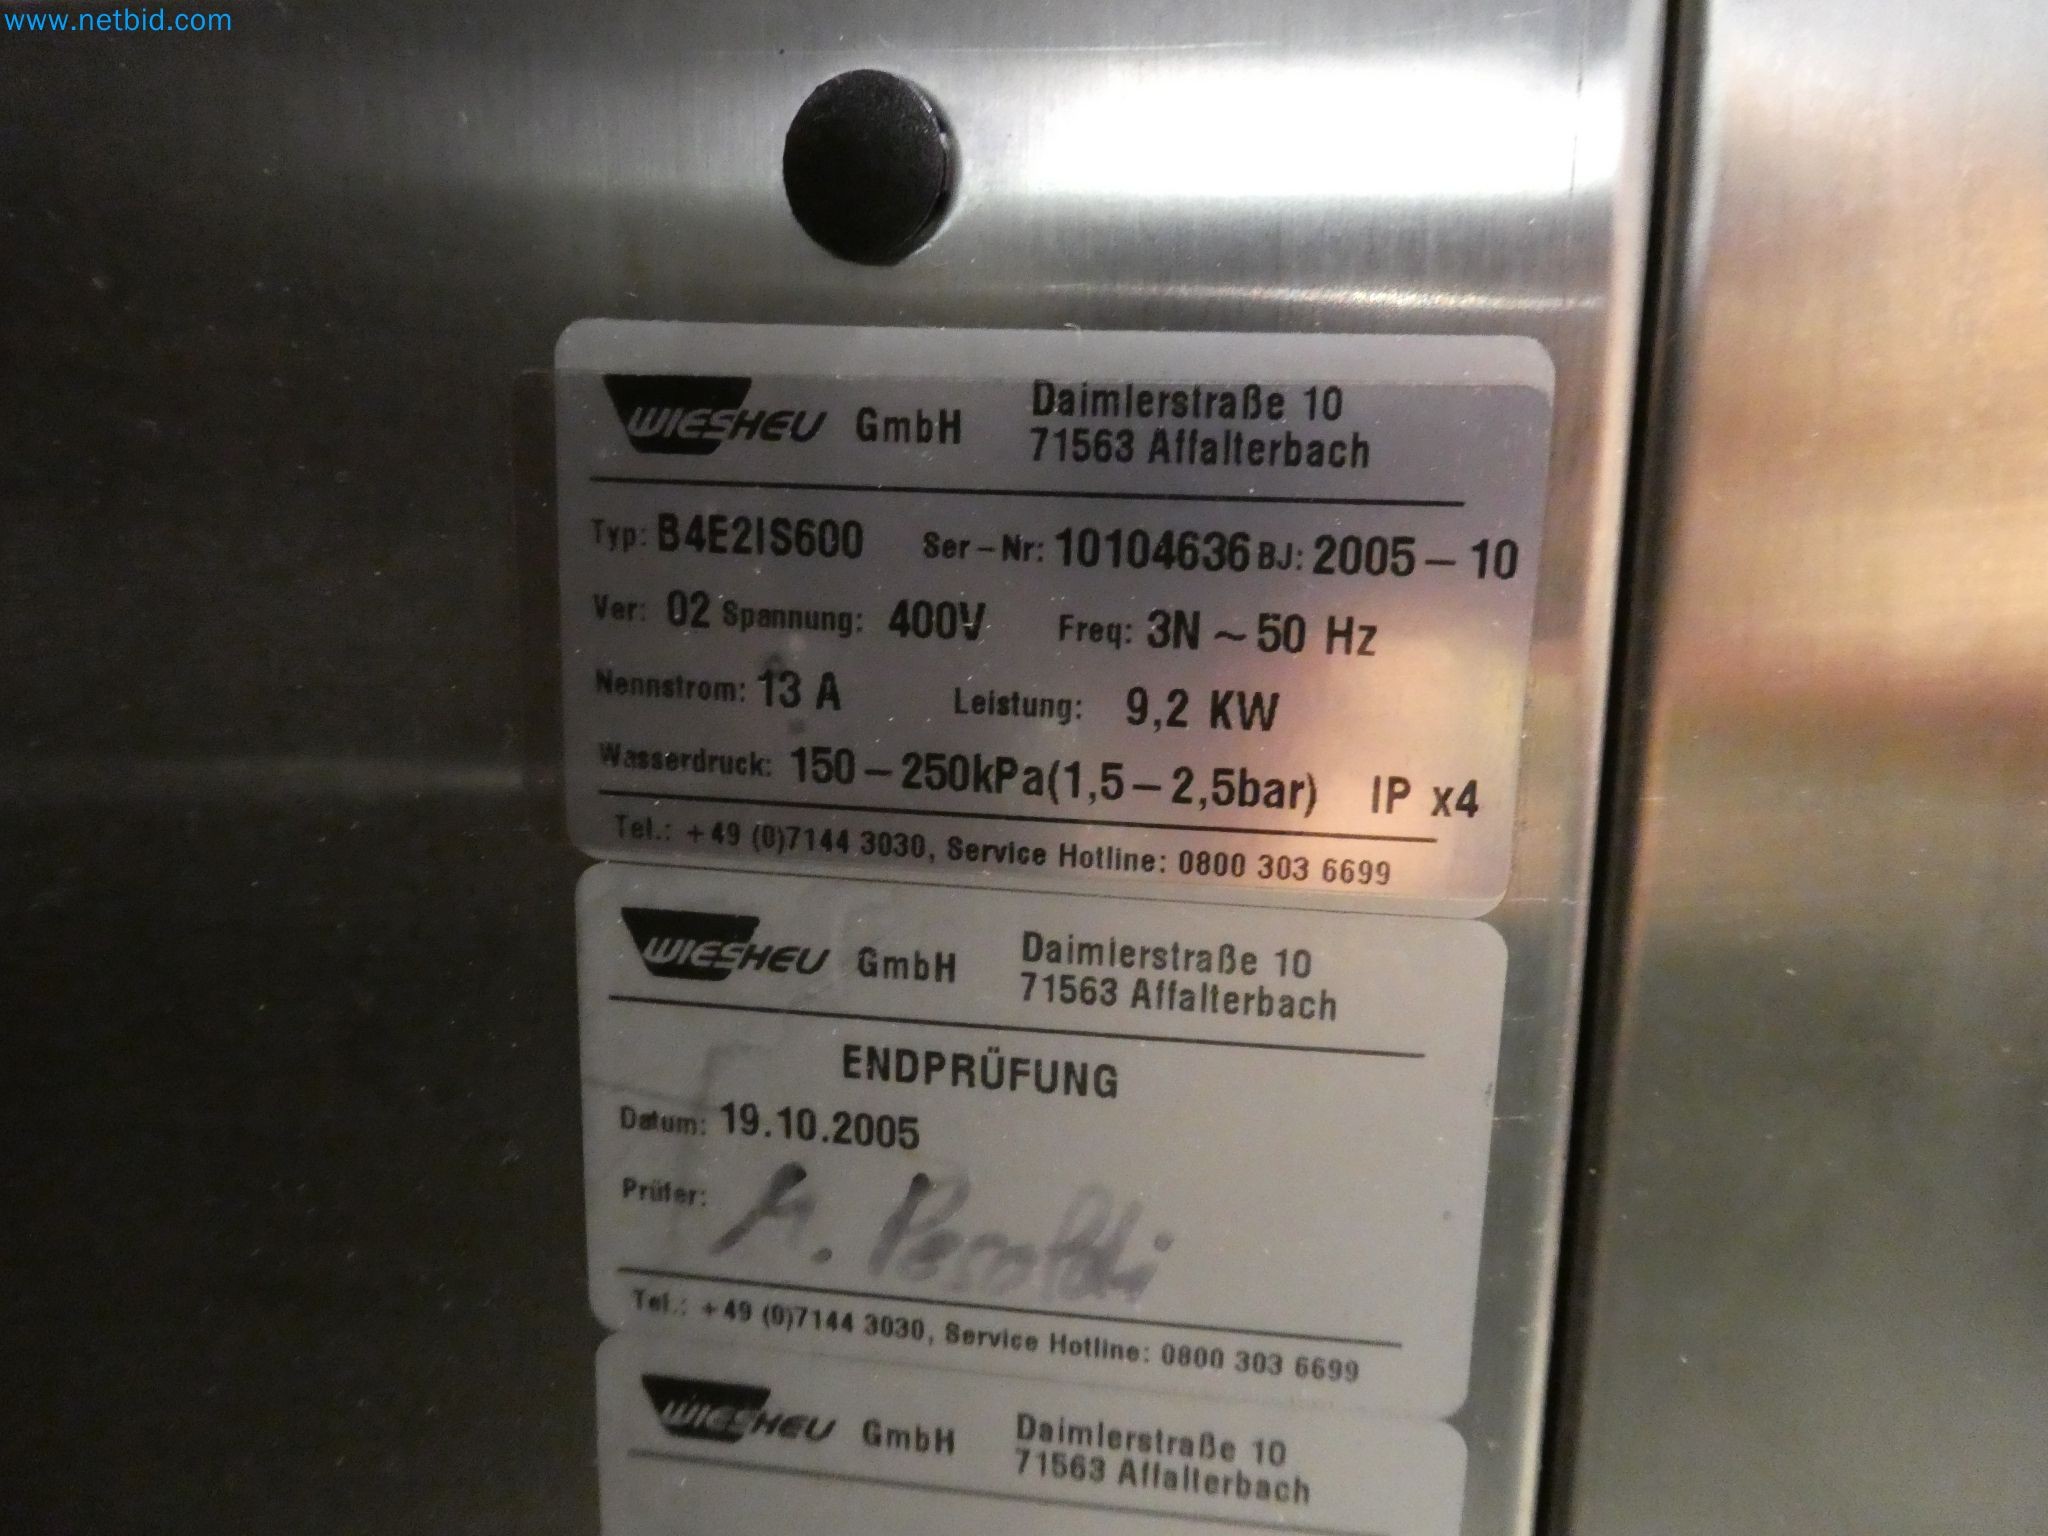 www.netbid.com
WIESHEU GmbH Daimlerstraße 10
71563 Affalterbach
Typ: B4E2IS600 Ser-Nr: 10104636 BJ: 2005-10
Ver: 02 Spannung: 400V Freq: 3N ~ 50 Hz
Nennstrom: 13 A Leistung: 9,2 KW
Wasserdruck: 150-250kPa(1,5-2,5bar) IP x4
Tel.: +49 (0)7144 3030, Service Hotline: 0800 303 6699
WIESHEU GmbH Daimlerstraße 10
71563 Affalterbach
ENDPRÜFUNG
Datum: 19.10.2005
Prüfer:
Tel.: +49 (0)7144 3030, Service Hotline: 0800 303 6699
WIESHEU GmbH Daimlerstraße 10
71563 Affalterbach